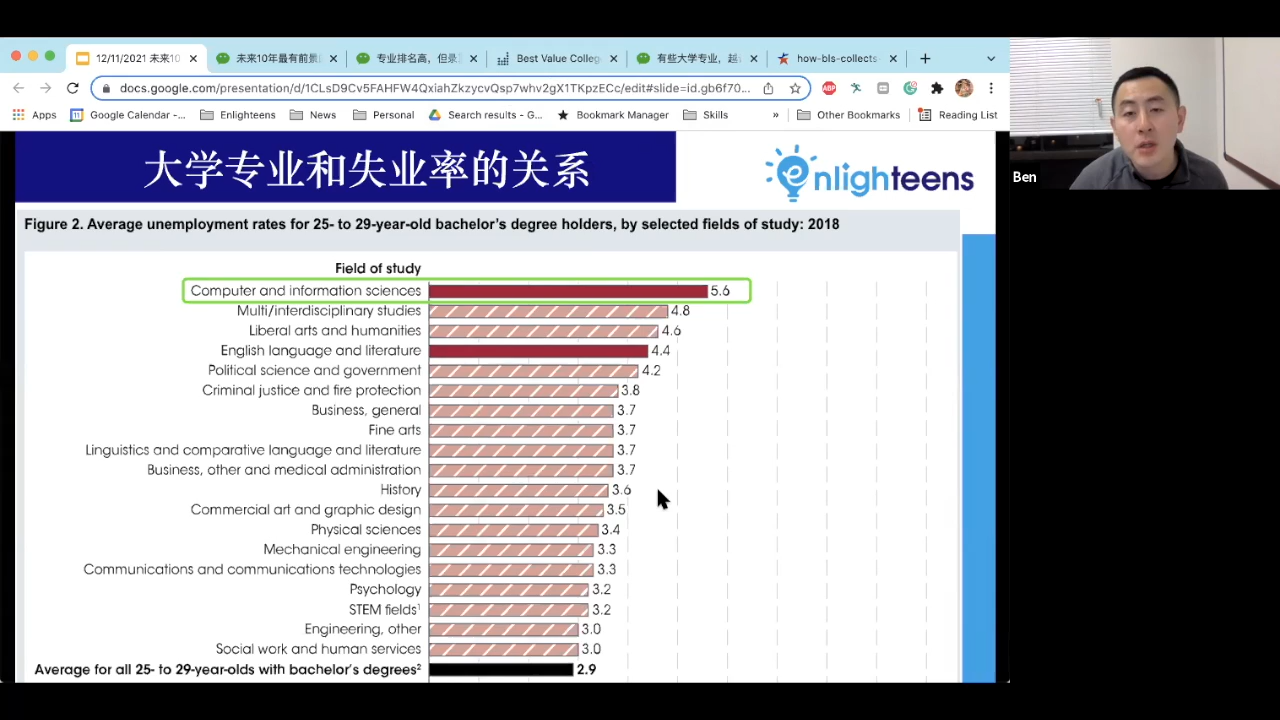 12/11/2021 未来10
未来10年最有前
专业
高，但录
Best Value Colleg
有些大学专业，越
how-bls-collects
docs.google.com/presentation/d/1
edit#slide=id.gb6f70...
Apps
Google Calendar -...
Enlighteens
News
Personal
Search results - G...
Bookmark Manager
Skills
»
Other Bookmarks
Reading List
大学专业和失业率的关系
enlighteens
Ben
Figure 2. Average unemployment rates for 25- to 29-year-old bachelor's degree holders, by selected fields of study: 2018
Field of study
Computer and information sciences 5.6
Multi/interdisciplinary studies 4.8
Liberal arts and humanities 4.6
English language and literature 4.4
Political science and government 4.2
Criminal justice and fire protection 3.8
Business, general 3.7
Fine arts 3.7
Linguistics and comparative language and literature 3.7
Business, other and medical administration 3.7
History 3.6
Commercial art and graphic design 3.5
Physical sciences 3.4
Mechanical engineering 3.3
Communications and communications technologies 3.3
Psychology 3.2
STEM fields¹ 3.2
Engineering, other 3.0
Social work and human services 3.0
Average for all 25- to 29-year-olds with bachelor's degrees² 2.9